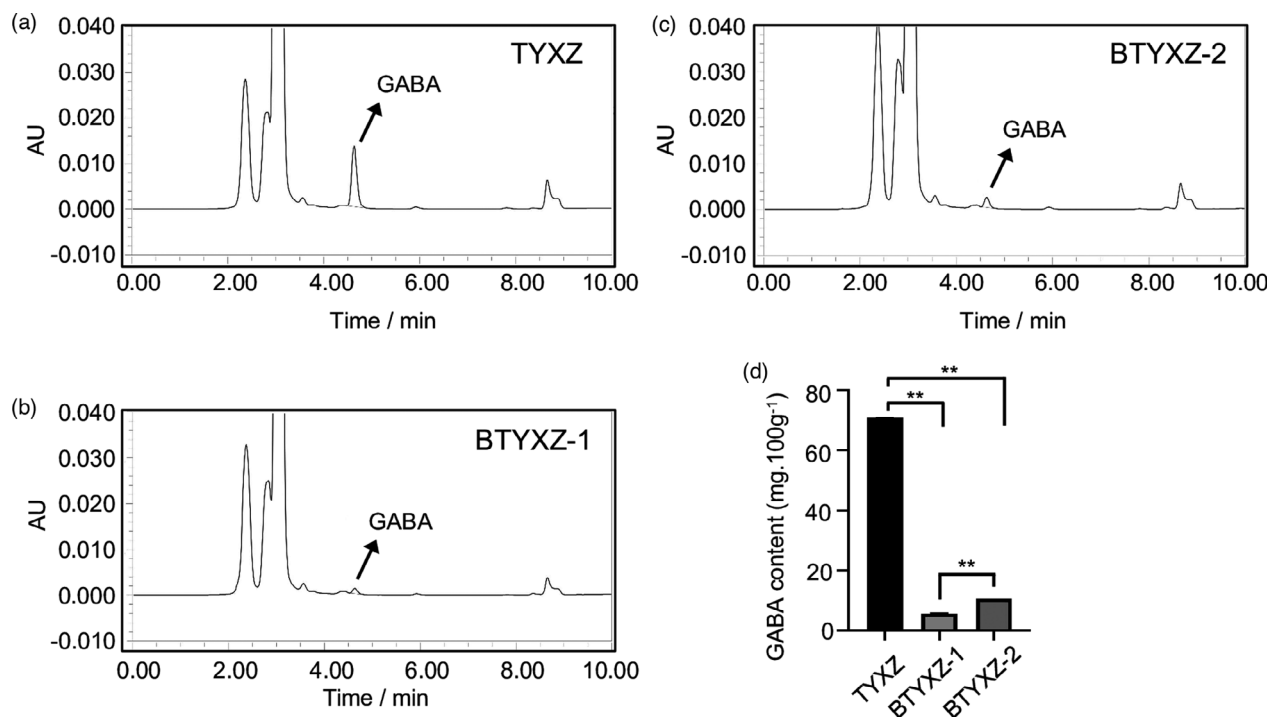 (a)
TYXZ
GABA
AU
0.040
0.030
0.020
0.010
0.000
-0.010
0.00 2.00 4.00 6.00 8.00 10.00
Time / min
(b)
BTYXZ-1
GABA
AU
0.040
0.030
0.020
0.010
0.000
-0.010
0.00 2.00 4.00 6.00 8.00 10.00
Time / min
(c)
BTYXZ-2
GABA
AU
0.040
0.030
0.020
0.010
0.000
-0.010
0.00 2.00 4.00 6.00 8.00 10.00
Time / min
(d)
**
**
**
GABA content (mg.100g⁻¹)
80
60
40
20
0
TYXZ
BTYXZ-1
BTYXZ-2